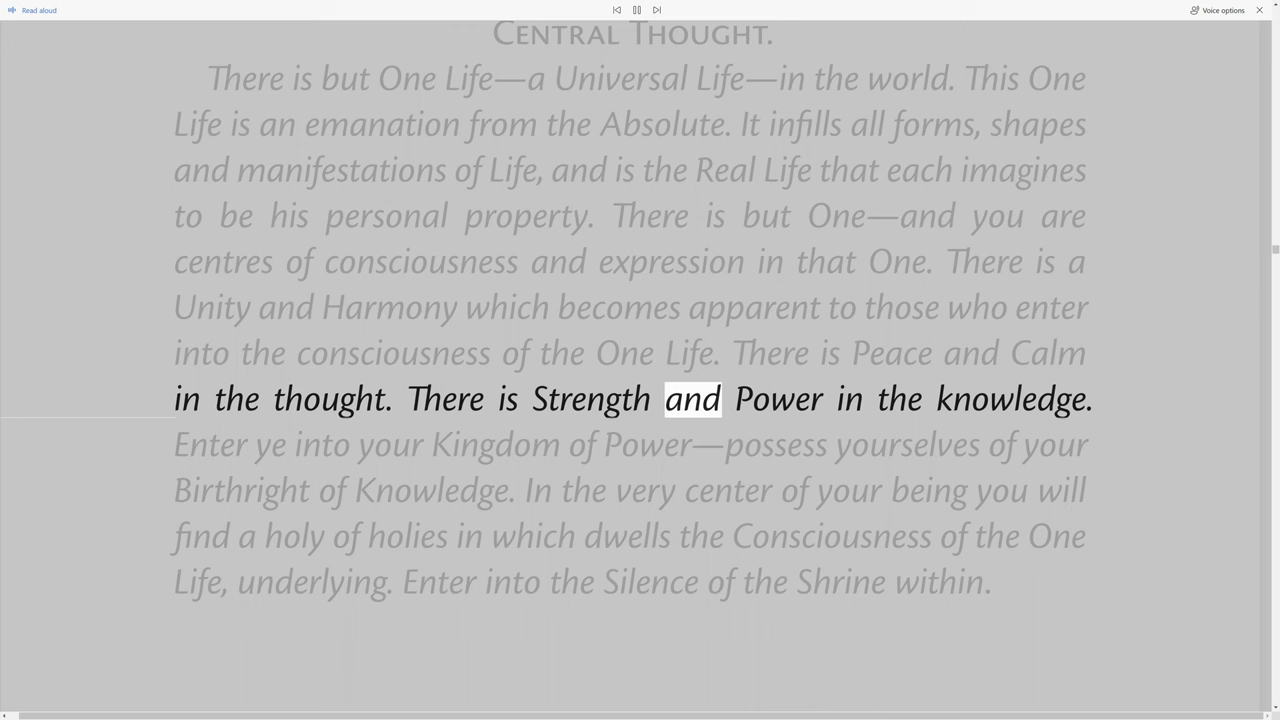 Read aloud
Voice options
CENTRAL THOUGHT.
There is but One Life—a Universal Life—in the world. This One
Life is an emanation from the Absolute. It infills all forms, shapes
and manifestations of Life, and is the Real Life that each imagines
to be his personal property. There is but One—and you are
centres of consciousness and expression in that One. There is a
Unity and Harmony which becomes apparent to those who enter
into the consciousness of the One Life. There is Peace and Calm
in the thought. There is Strength and Power in the knowledge.
Enter ye into your Kingdom of Power—possess yourselves of your
Birthright of Knowledge. In the very center of your being you will
find a holy of holies in which dwells the Consciousness of the One
Life, underlying. Enter into the Silence of the Shrine within.